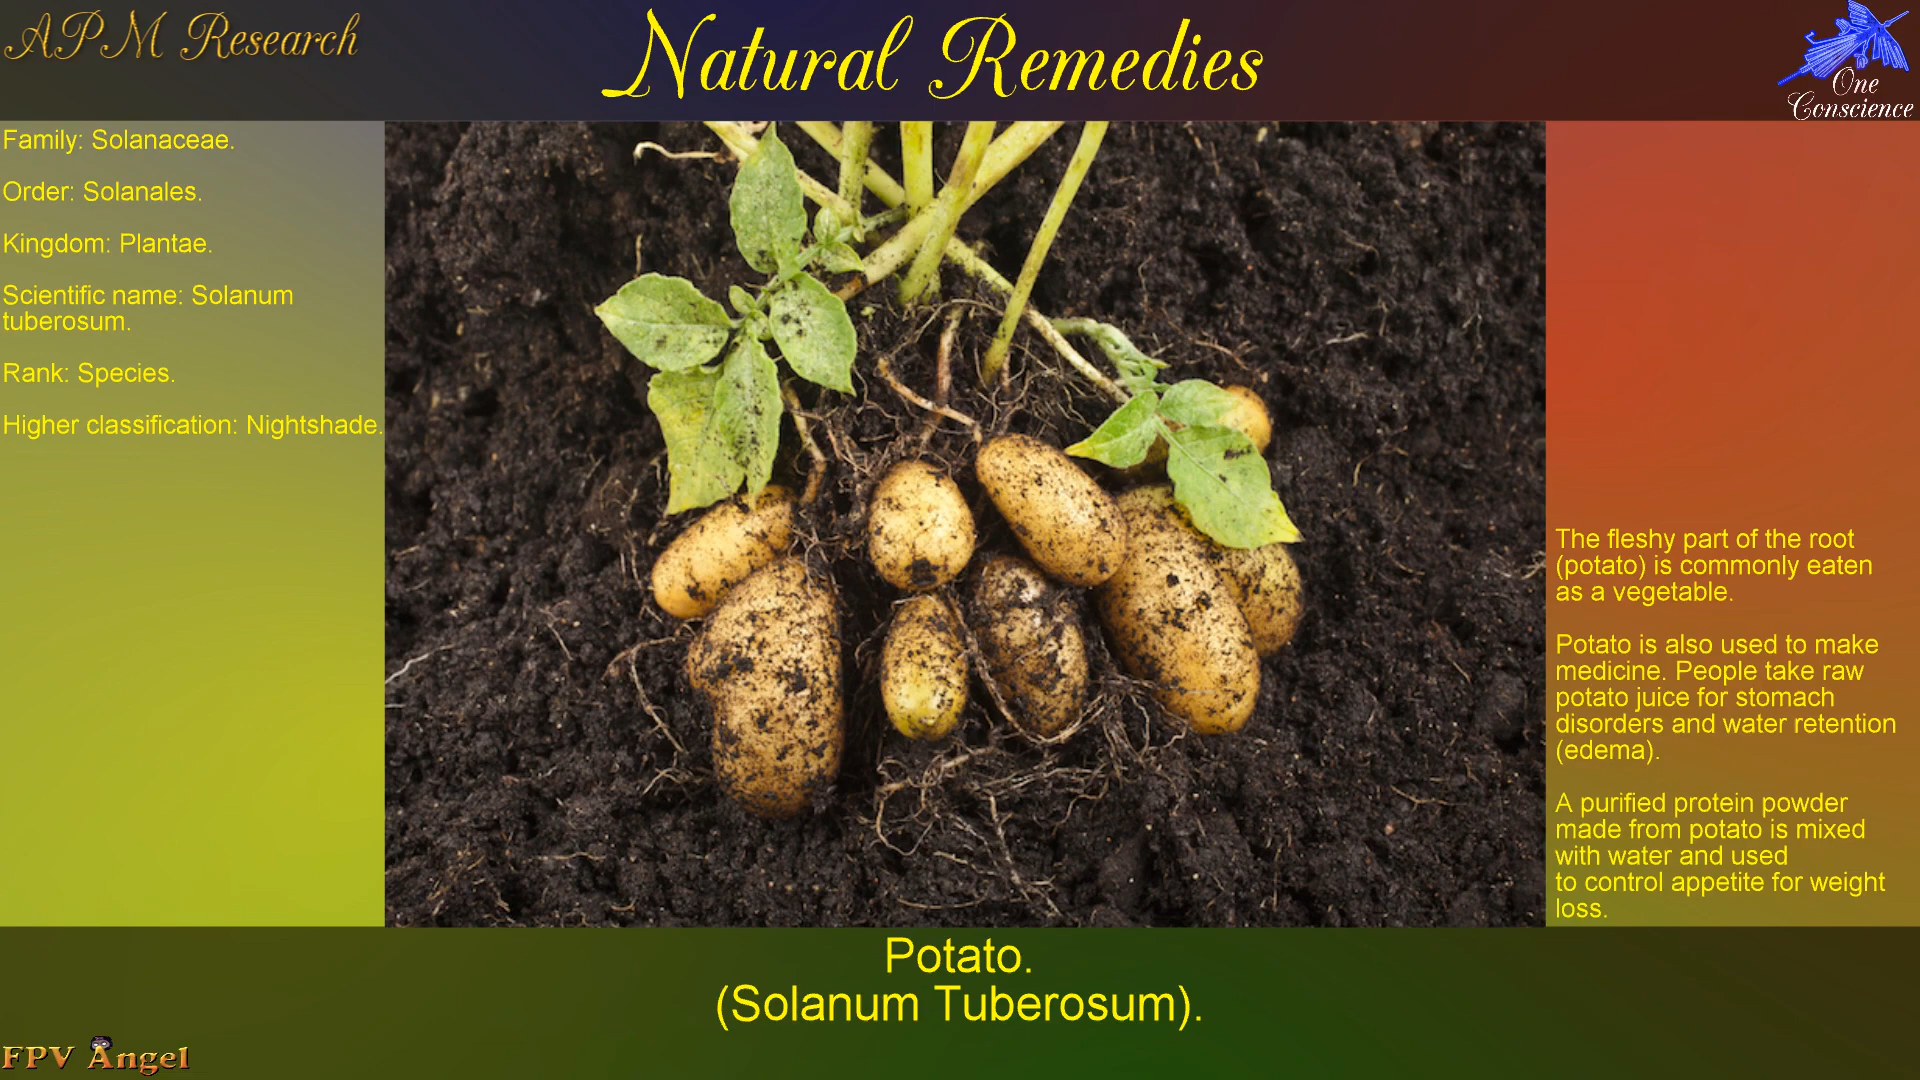 APM Research
Natural Remedies
One
Conscience
Family: Solanaceae.
Order: Solanales.
Kingdom: Plantae.
Scientific name: Solanum
tuberosum.
Rank: Species.
Higher classification: Nightshade.
The fleshy part of the root
(potato) is commonly eaten
as a vegetable.
Potato is also used to make
medicine. People take raw
potato juice for stomach
disorders and water retention
(edema).
A purified protein powder
made from potato is mixed
with water and used
to control appetite for weight
loss.
Potato.
(Solanum Tuberosum).
FPV Angel